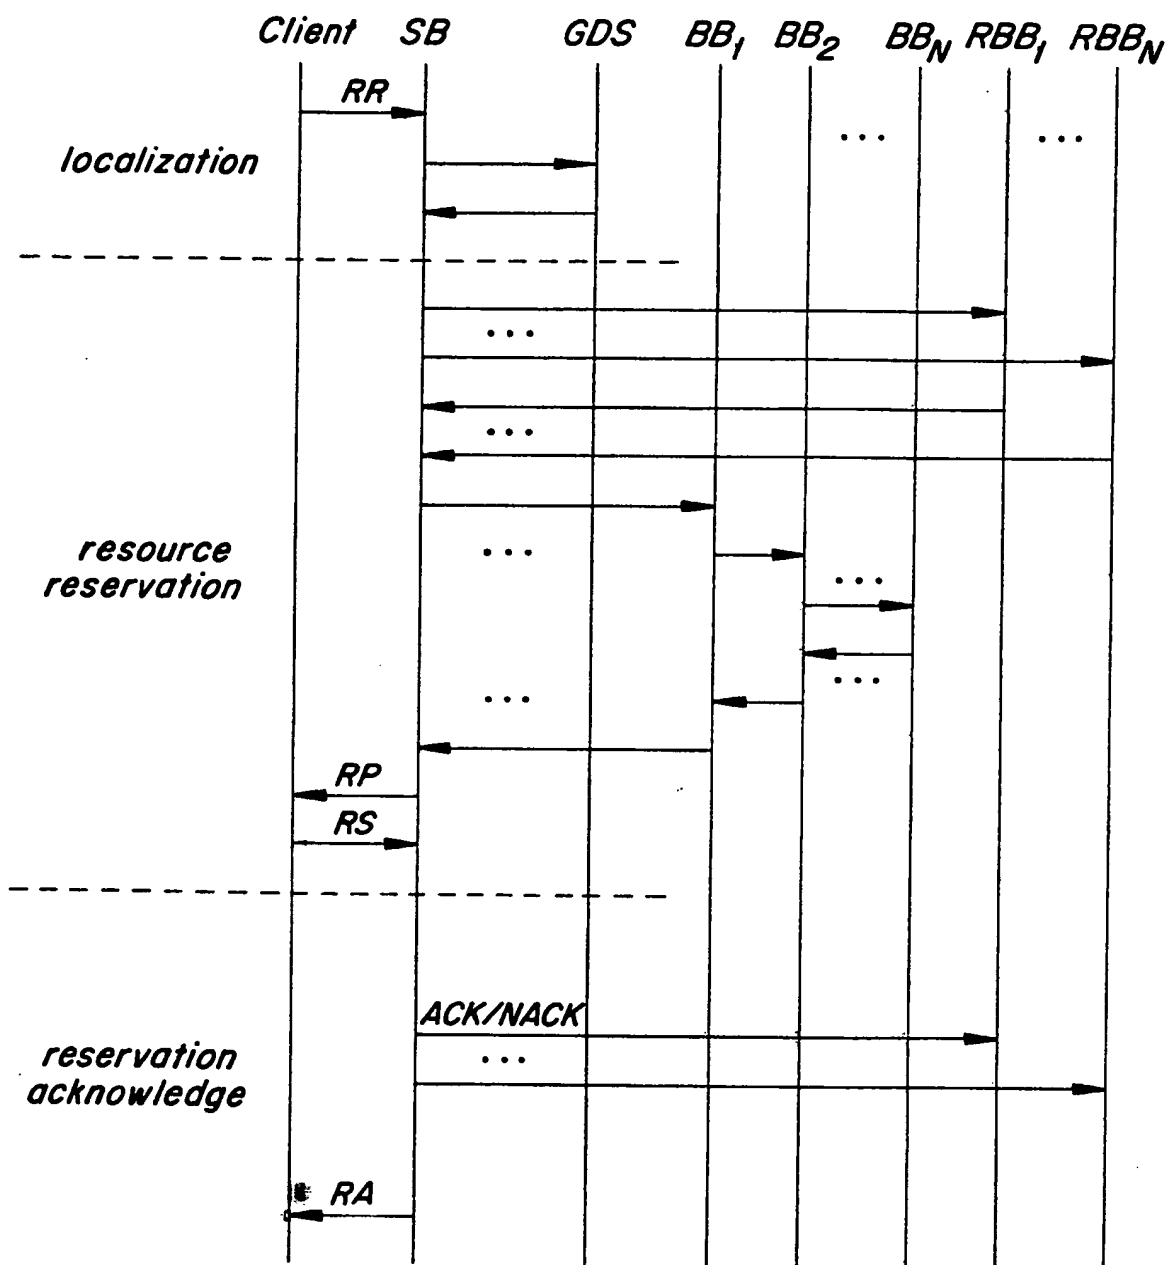 Client SB GDS BB1 BB2 BBN RBB1 RBBN
RR
...
...
localization
...
...
resource
reservation
...
...
...
...
RP
RS
ACK/NACK
...
reservation
acknowledge
RA